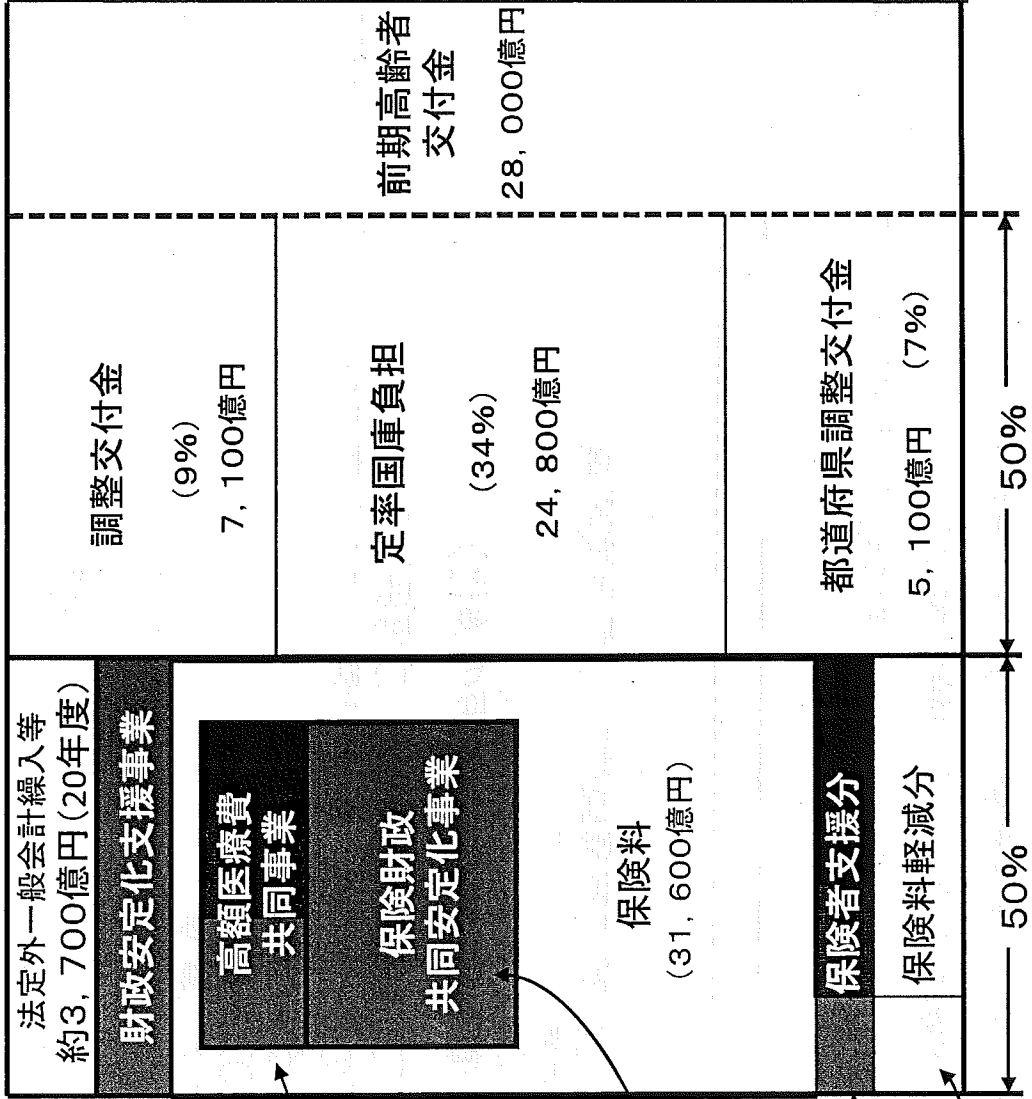 法定外一般会計繰入等
約3,700億円(20年度)
財政安定化支援事業
高額医療費
共同事業
保険財政
共同安定化事業
保険料
(31,600億円)
保険者支援分
保険料軽減分
50%
調整交付金
(9%)
7,100億円
定率国庫負担
(34%)
24,800億円
都道府県調整交付金
5,100億円 (7%)
50%
前期高齢者
交付金
28,000億円